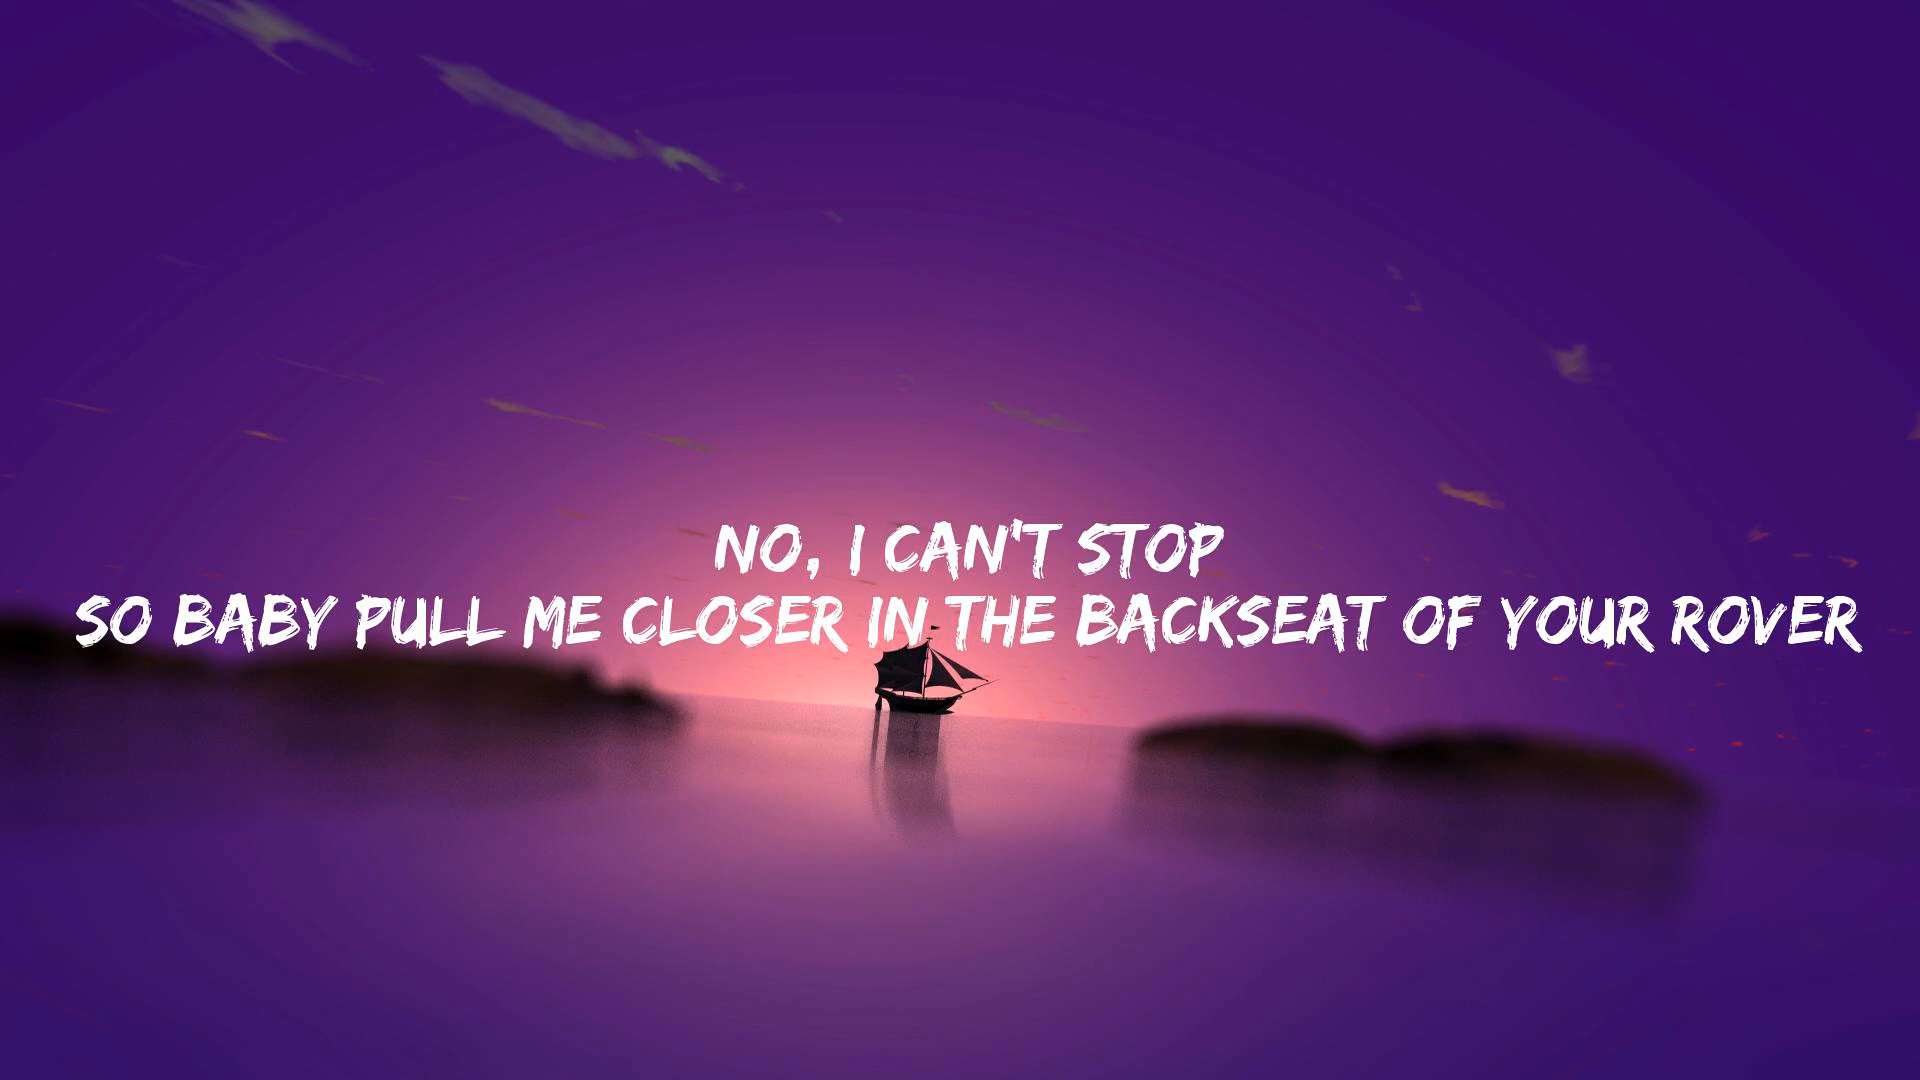 NO, I CAN'T STOP
SO BABY PULL ME CLOSER IN THE BACKSEAT OF YOUR ROVER